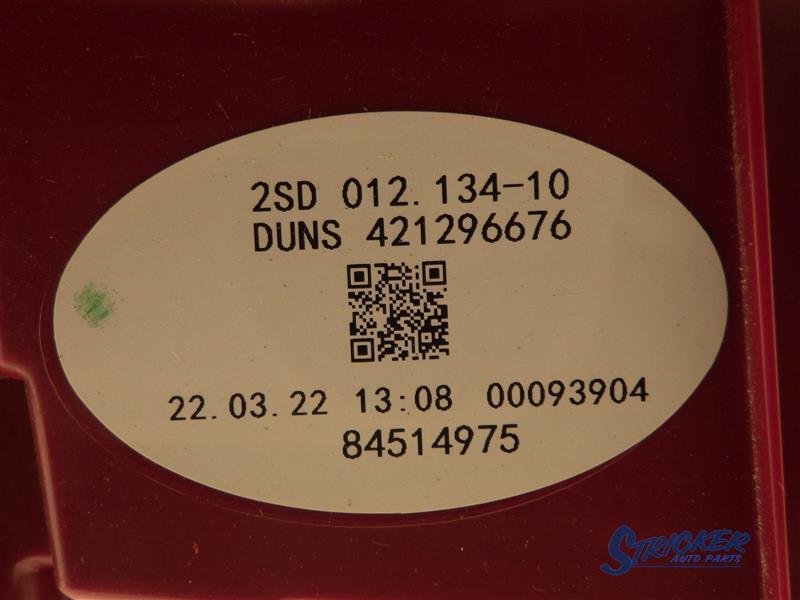 2SD 012.134-10
DUNS 421296676
22.03.22 13:08 00093904
84514975
STRICKER
AUTO PARTS